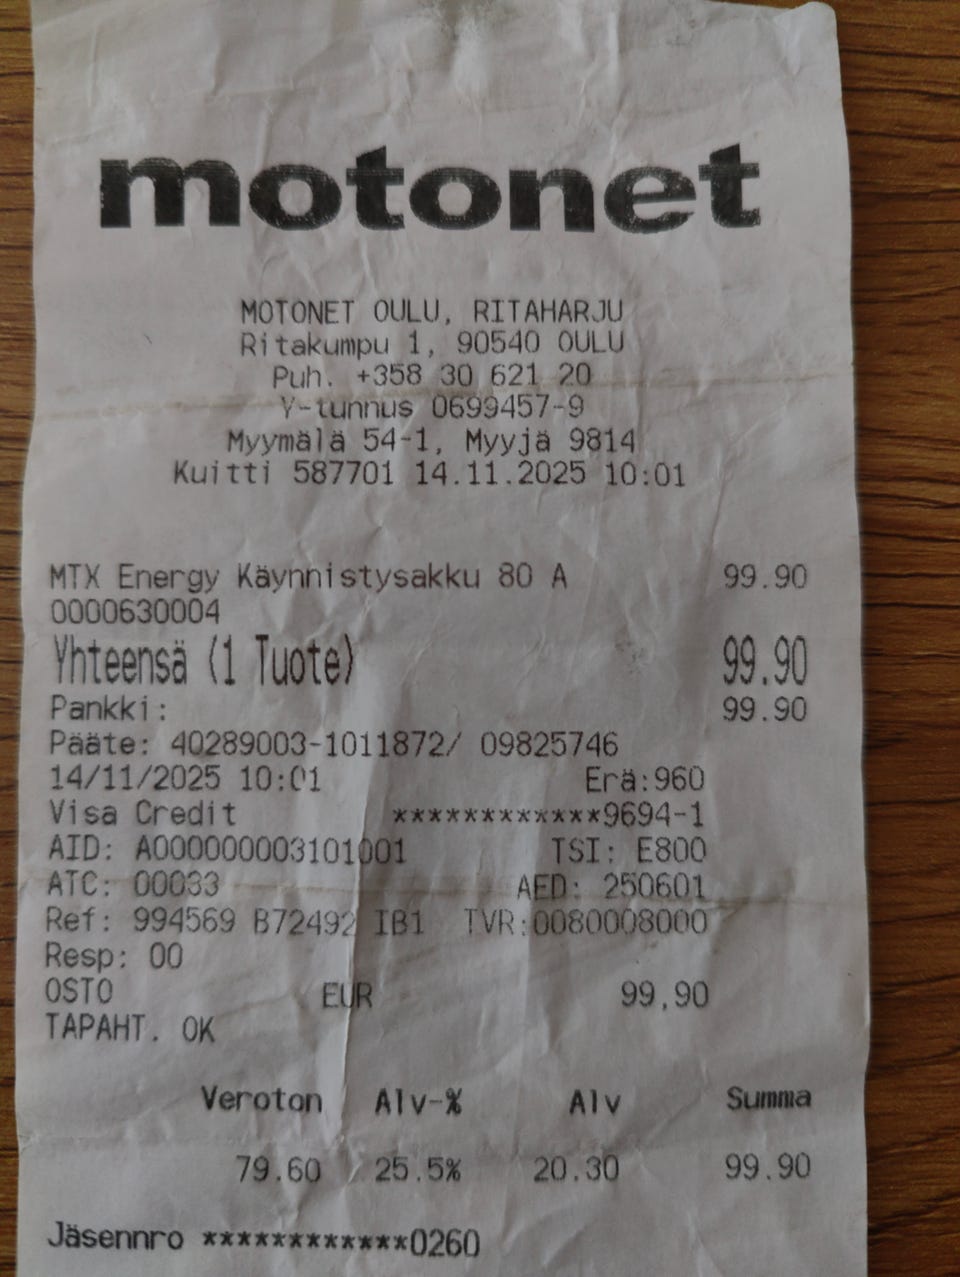 motonet
MOTONET OULU, RITAHARJU
Ritakumpu 1, 90540 OULU
Puh. +358 30 621 20
Y-tunnus 0699457-9
Myymälä 54-1, Myyjä 9814
Kuitti 587701 14.11.2025 10:01
MTX Energy Käynnistysakku 80 A 99.90
0000630004
Yhteensä (1 Tuote) 99.90
Pankki: 99.90
Pääte: 40289003-1011872/ 09825746
14/11/2025 10:01 Erä:960
Visa Credit ************9694-1
AID: A0000000031010​01 TSI: E800
ATC: 00033 AED: 250601
Ref: 994569 B72492 IB1 TVR:0080008000
Resp: 00
OSTO EUR 99,90
TAPAHT. OK
Veroton Alv-% Alv Summa
79.60 25.5% 20.30 99.90
Jäsennro ************0260